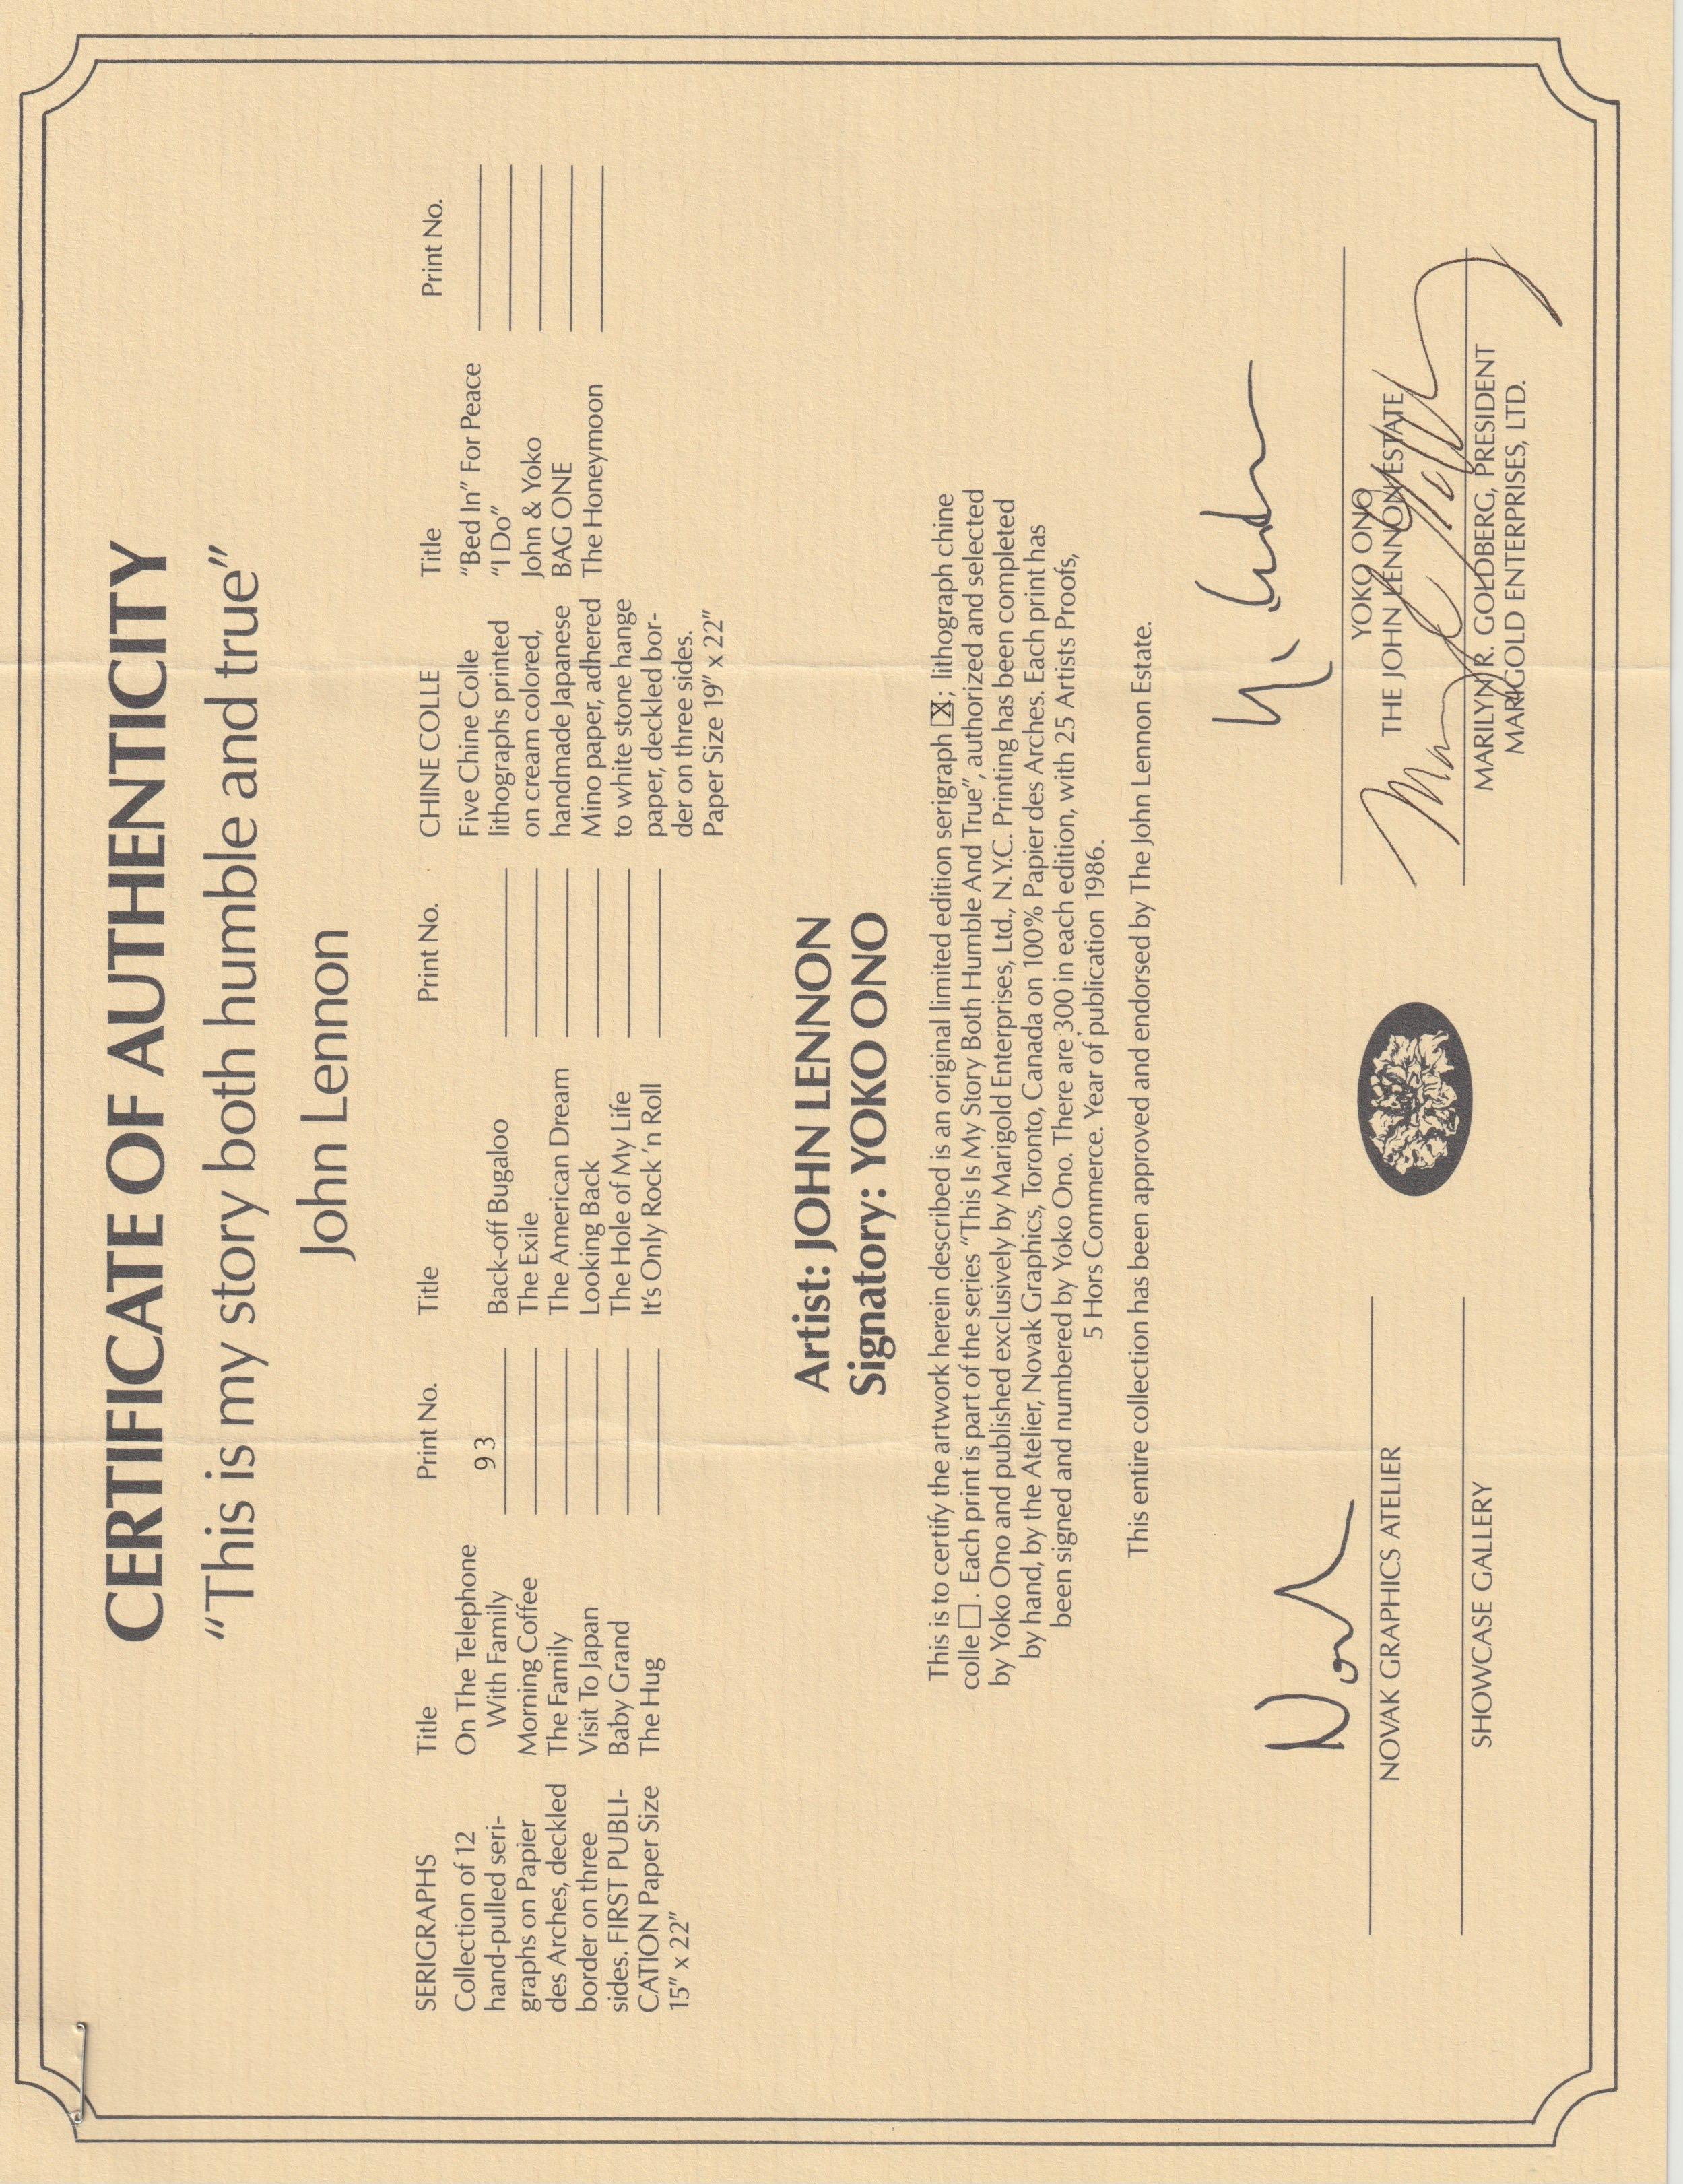 CERTIFICATE OF AUTHENTICITY
“This is my story both humble and true”
John Lennon
SERIGRAPHS
Collection of 12
hand-pulled seri-
graphs on Papier
des Arches, deckled
border on three
sides. FIRST PUBLI-
CATION Paper Size
15” x 22”
Title Print No.
On The Telephone
With Family 93
Morning Coffee
The Family
Visit To Japan
Baby Grand
The Hug
Title Print No.
Back-off Bugaloo
The Exile
The American Dream
Looking Back
The Hole of My Life
It’s Only Rock ’n Roll
CHINE COLLE
Five Chine Colle
lithographs printed
on cream colored,
handmade Japanese
Mino paper, adhered
to white stone hange
paper, deckled bor-
der on three sides.
Paper Size 19” x 22”
Title Print No.
“Bed In” For Peace
“I Do”
John & Yoko
BAG ONE
The Honeymoon
Artist: JOHN LENNON
Signatory: YOKO ONO
This is to certify the artwork herein described is an original limited edition serigraph ☒; lithograph chine
colle ☐. Each print is part of the series “This Is My Story Both Humble And True”, authorized and selected
by Yoko Ono and published exclusively by Marigold Enterprises, Ltd., N.Y.C. Printing has been completed
by hand, by the Atelier, Novak Graphics, Toronto, Canada on 100% Papier des Arches. Each print has
been signed and numbered by Yoko Ono. There are 300 in each edition, with 25 Artists Proofs,
5 Hors Commerce. Year of publication 1986.
This entire collection has been approved and endorsed by The John Lennon Estate.
NOVAK GRAPHICS ATELIER
SHOWCASE GALLERY
YOKO ONO
THE JOHN LENNON ESTATE
MARILYN R. GOLDBERG, PRESIDENT
MARIGOLD ENTERPRISES, LTD.